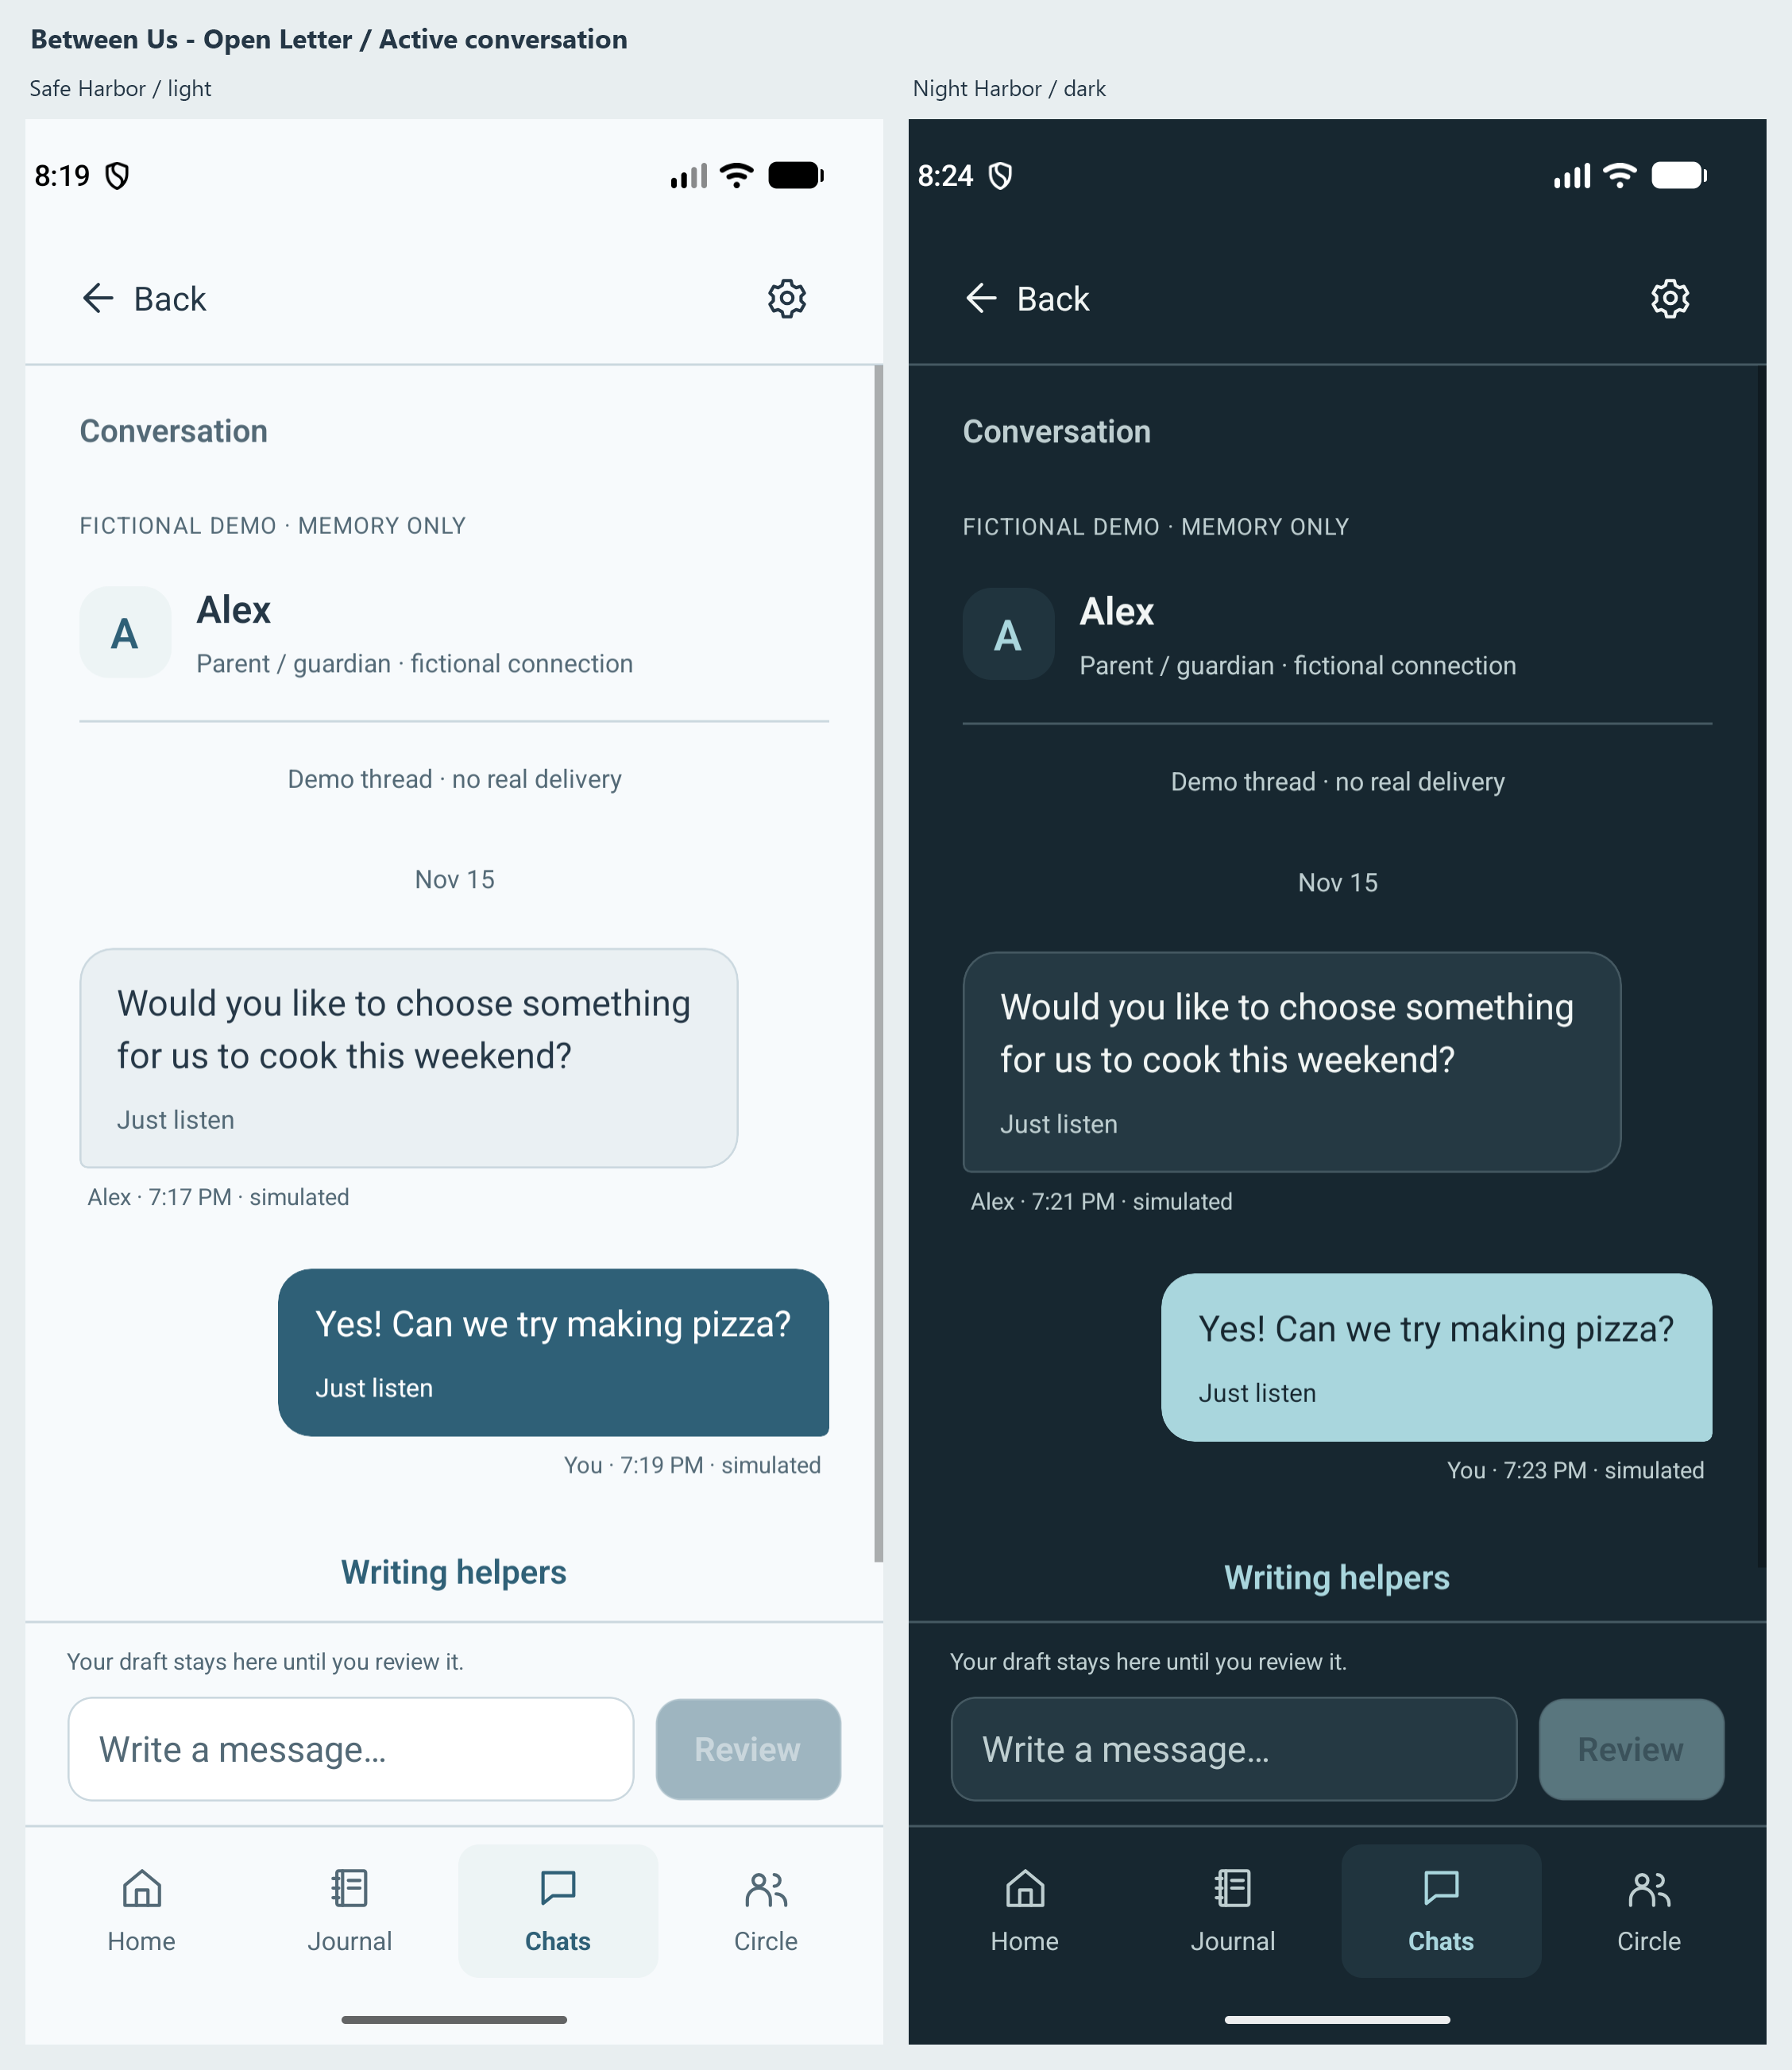 Between Us - Open Letter / Active conversation
Safe Harbor / light
8:19
Back
Conversation
FICTIONAL DEMO · MEMORY ONLY
A
Alex
Parent / guardian · fictional connection
Demo thread · no real delivery
Nov 15
Would you like to choose something
for us to cook this weekend?
Just listen
Alex · 7:17 PM · simulated
Yes! Can we try making pizza?
Just listen
You · 7:19 PM · simulated
Writing helpers
Your draft stays here until you review it.
Write a message…
Review
Home
Journal
Chats
Circle
Night Harbor / dark
8:24
Back
Conversation
FICTIONAL DEMO · MEMORY ONLY
A
Alex
Parent / guardian · fictional connection
Demo thread · no real delivery
Nov 15
Would you like to choose something
for us to cook this weekend?
Just listen
Alex · 7:21 PM · simulated
Yes! Can we try making pizza?
Just listen
You · 7:23 PM · simulated
Writing helpers
Your draft stays here until you review it.
Write a message…
Review
Home
Journal
Chats
Circle